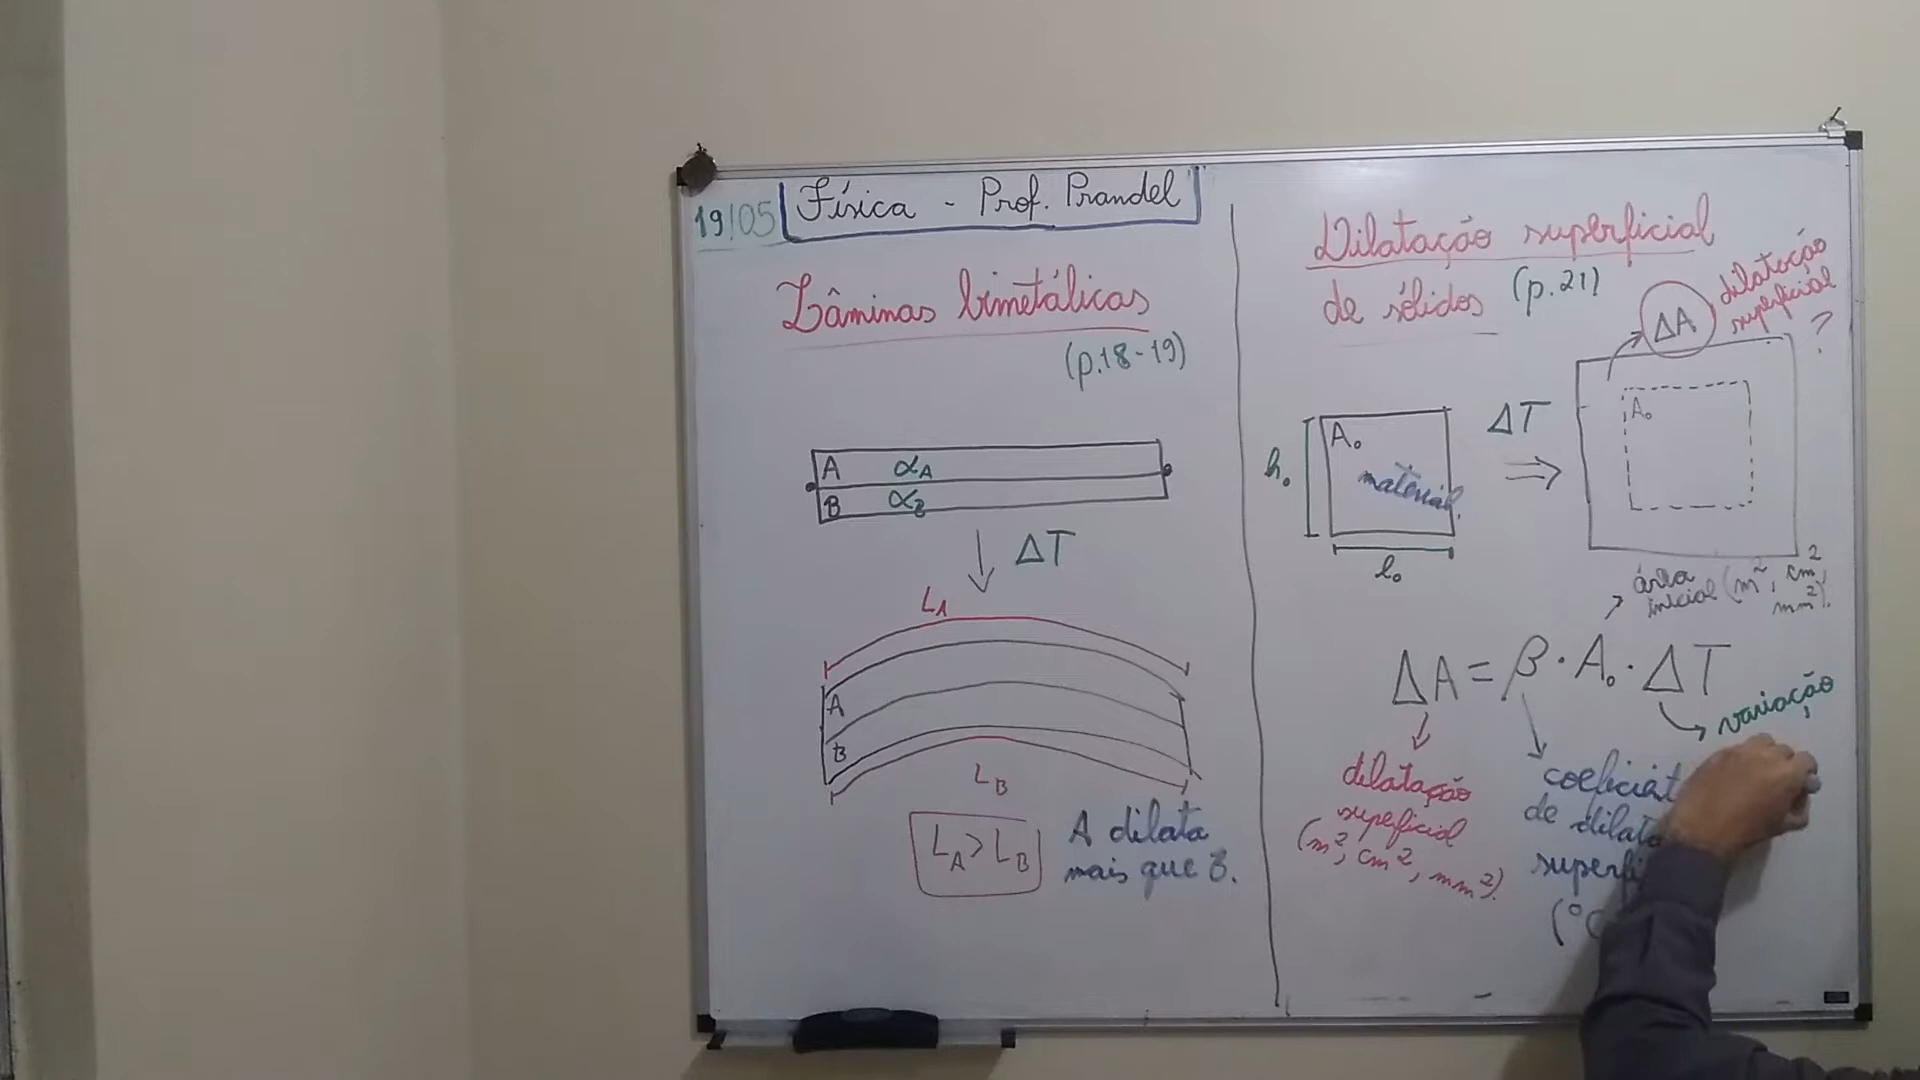 19/05
Física - Prof. Prandel
Lâminas bimetálicas
(p.18-19)
A αA
B αB
ΔT
LA
A
B
LB
LA > LB
A dilata
mais que B.
Dilatação superficial
de sólidos (p.21)
ΔA
dilatação
superficial
?
A₀
material
h₀
l₀
ΔT
A₀
área
inicial (m², cm²,
mm²).
ΔA = β · A₀ · ΔT
dilatação
superficial
(m², cm², mm²).
de
variação